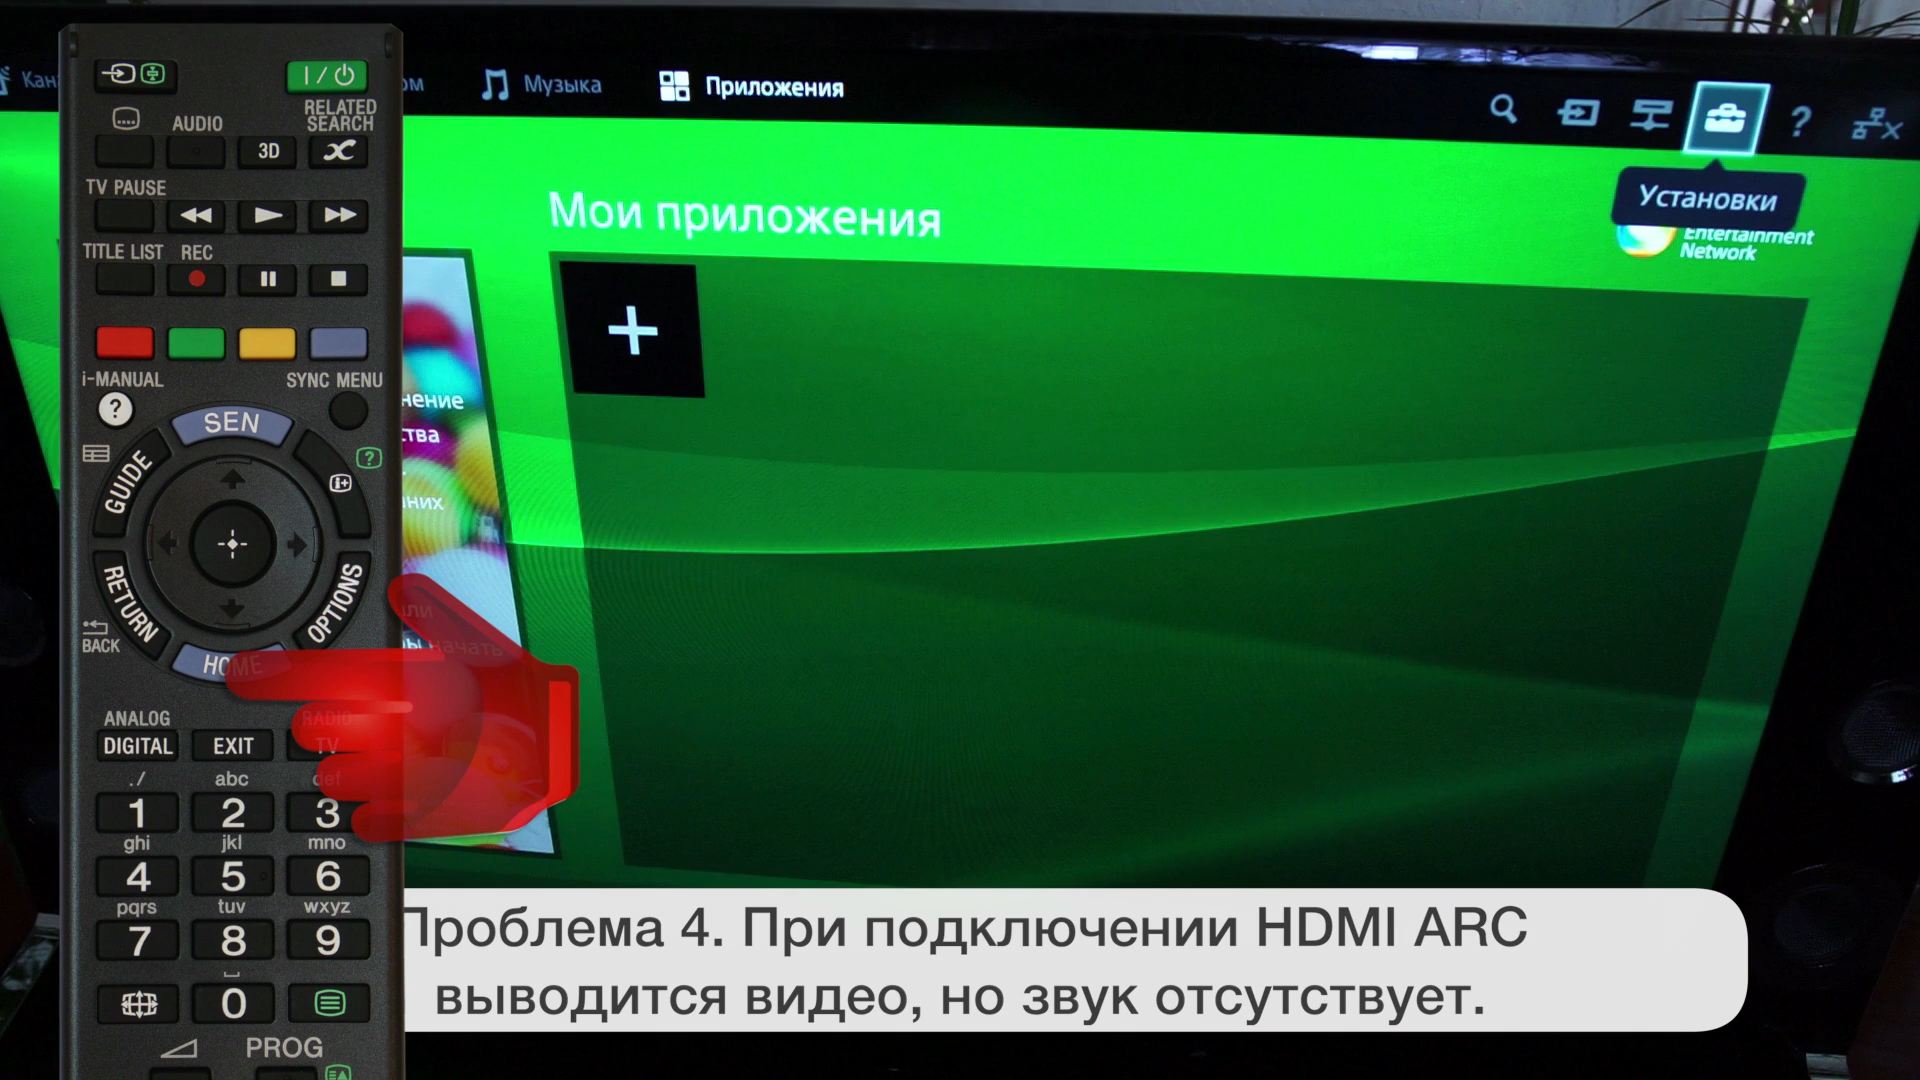 Музыка
Приложения
Установки
Entertainment
Network
Мои приложения
RELATED
SEARCH
AUDIO
3D
TV PAUSE
TITLE LIST
REC
i-MANUAL
SYNC MENU
SEN
GUIDE
RETURN
OPTIONS
BACK
HOME
ANALOG
RADIO
DIGITAL
EXIT
TV
./
abc
def
1
2
3
ghi
jkl
mno
4
5
6
pqrs
tuv
wxyz
7
8
9
0
PROG
начать
Проблема 4. При подключении HDMI ARC
выводится видео, но звук отсутствует.